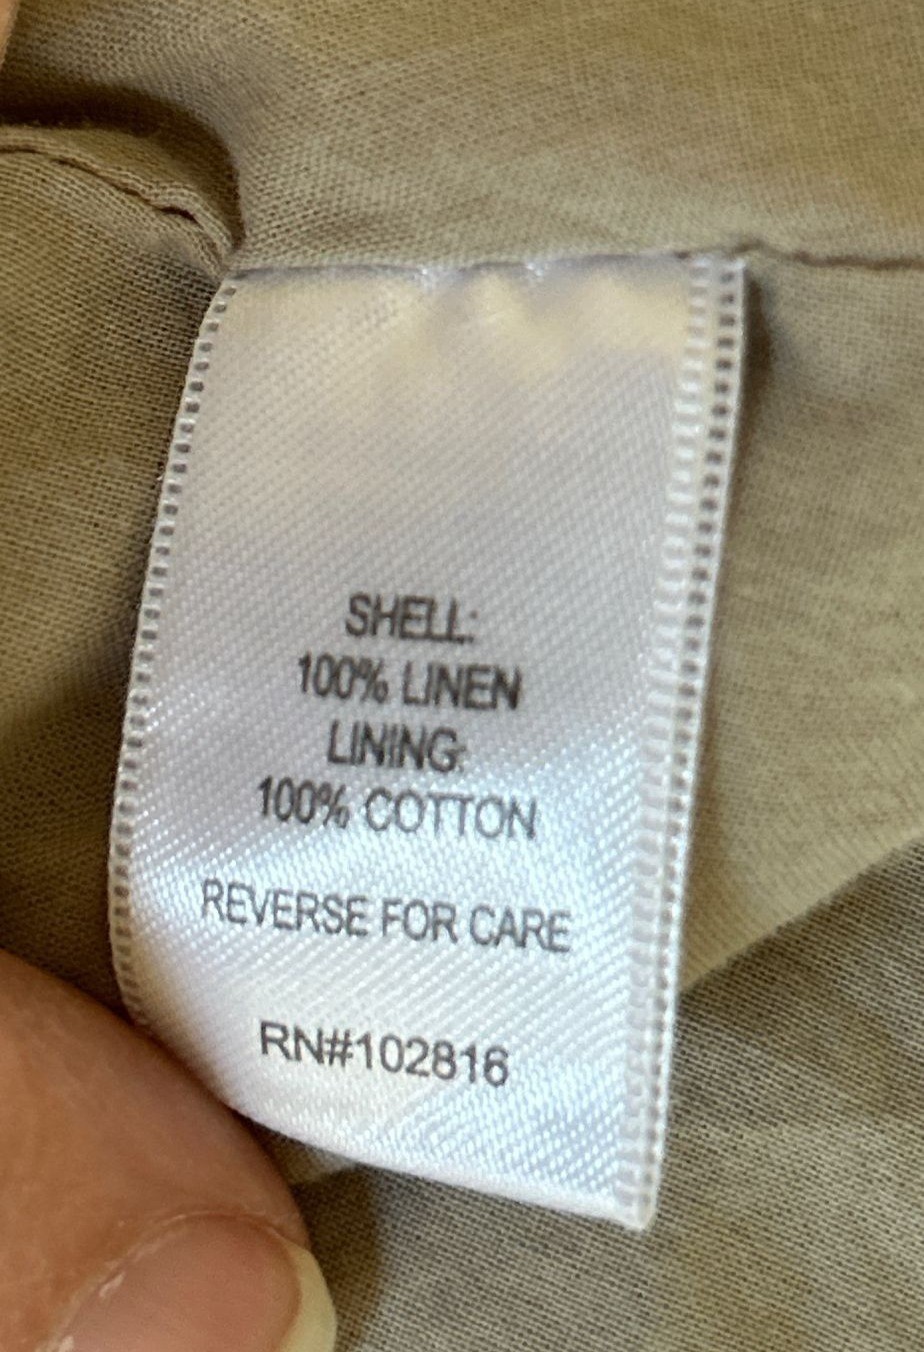 SHELL:
100% LINEN
LINING:
100% COTTON
REVERSE FOR CARE
RN#102816